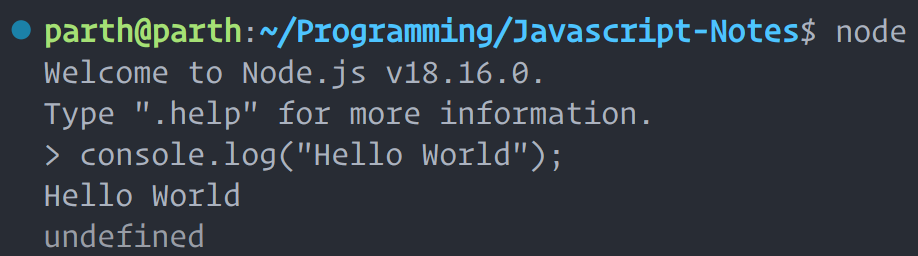 parth@parth:~/Programming/Javascript-Notes$ node
Welcome to Node.js v18.16.0.
Type ".help" for more information.
> console.log("Hello World");
Hello World
undefined